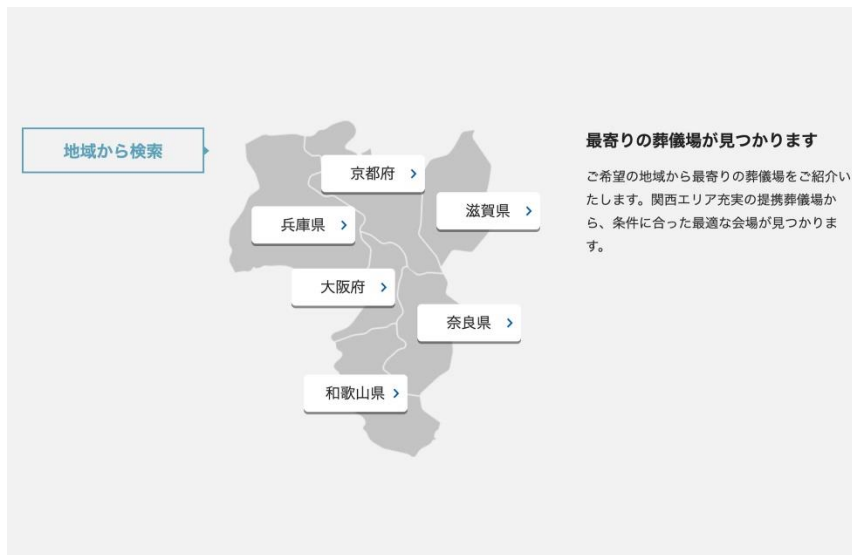 地域から検索
京都府
滋賀県
兵庫県
大阪府
奈良県
和歌山県
最寄りの葬儀場が見つかります
ご希望の地域から最寄りの葬儀場をご紹介い
たします。関西エリア充実の提携葬儀場か
ら、条件に合った最適な会場が見つかりま
す。